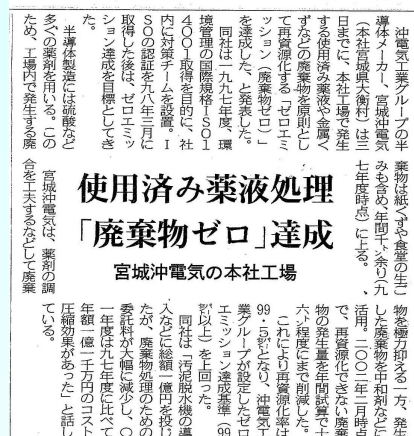 使用済み薬液処理
「廃棄物ゼロ」達成
宮城沖電気の本社工場
沖電気工業グループの半
導体メーカー、宮城沖電気
（本社宮城県大衡村）は三
日までに、本社工場で発生
する使用済み薬液や金属く
ずなどの廃棄物を原則とし
て再資源化する「ゼロエミ
ッション（廃棄物ゼロ）」
を達成した、と発表した。
同社は一九九七年度、環
境管理の国際規格ＩＳＯ１
４００１取得を目的に、社
内に対策チームを設置。Ｉ
ＳＯの認証を九八年三月に
取得した後は、ゼロエミッ
ション達成を目標としてき
た。
半導体製造には硫酸など
多くの薬剤を用いる。この
ため、工場内で発生する廃
棄物は紙くずや食堂の生ご
みも含め、年間千㌧余り（九
七年度時点）に上る。
宮城沖電気は、薬剤の調
合を工夫するなどして廃棄
物を極力抑える一方、発生
した廃棄物を中和剤などに
活用。二〇〇二年二月時点
で、再資源化できない廃棄
物の発生量を年間試算で十
六㌧程度にまで削減した。
これにより再資源化率は
99・5㌫となり、沖電気工
業グループが設定したゼロ
エミッション達成基準（99
㌫以上）を上回った。
同社は「汚泥脱水機の導
入などに総額一億円を投じ
たが、廃棄物処理のための
委託料が大幅に減少し、〇
一年度は九七年度に比べて
年額一億一千万円のコスト
圧縮効果があった」と話し
ている。